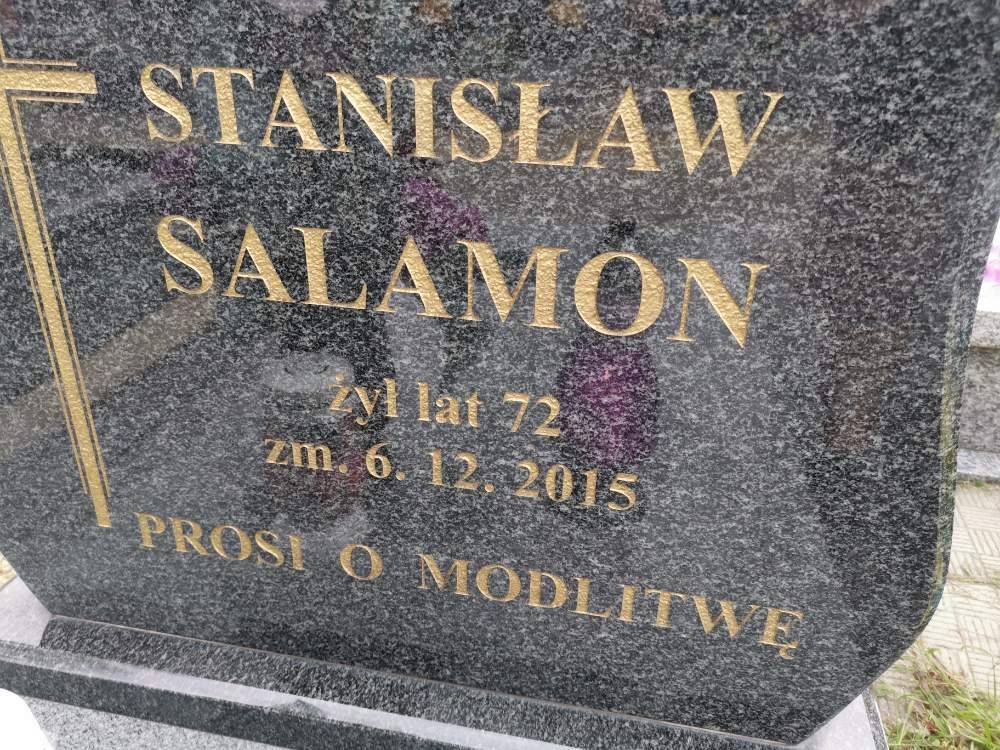 STANISŁAW
SALAMON
żył lat 72
zm. 6. 12. 2015
PROSI O MODLITWĘ